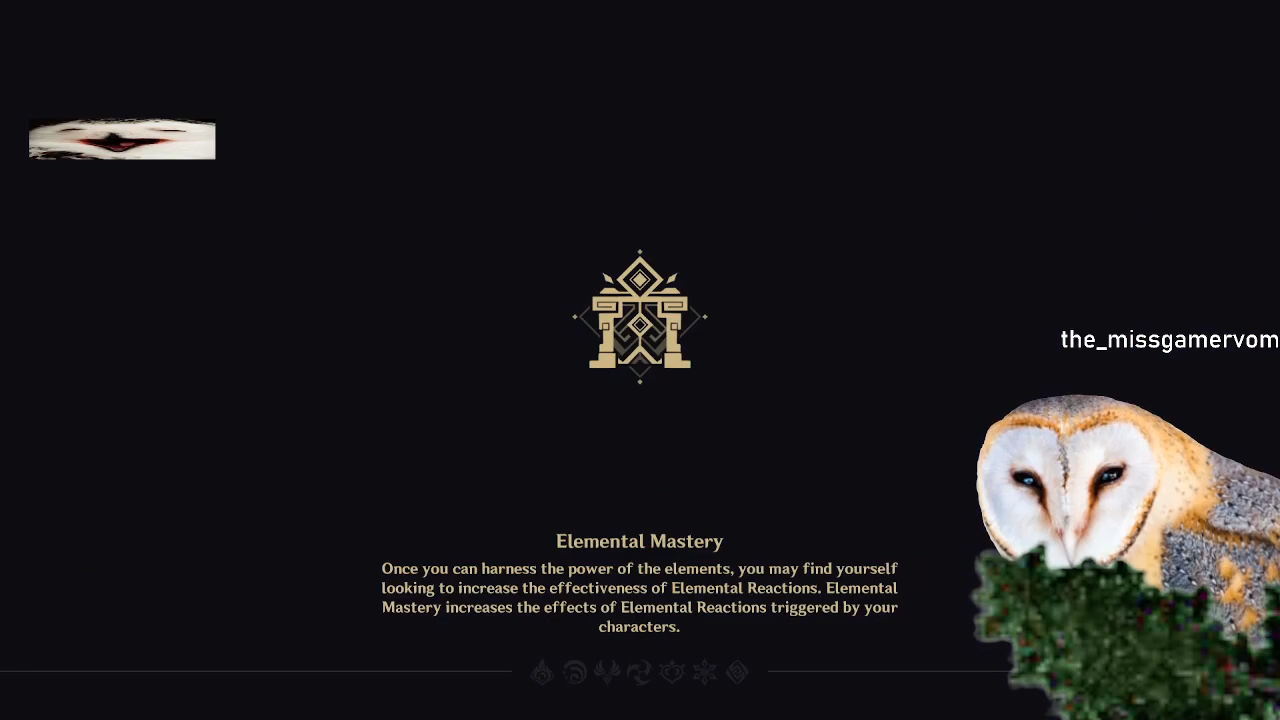 the_missgamervom
Elemental Mastery
Once you can harness the power of the elements, you may find yourself
looking to increase the effectiveness of Elemental Reactions. Elemental
Mastery increases the effects of Elemental Reactions triggered by your
characters.